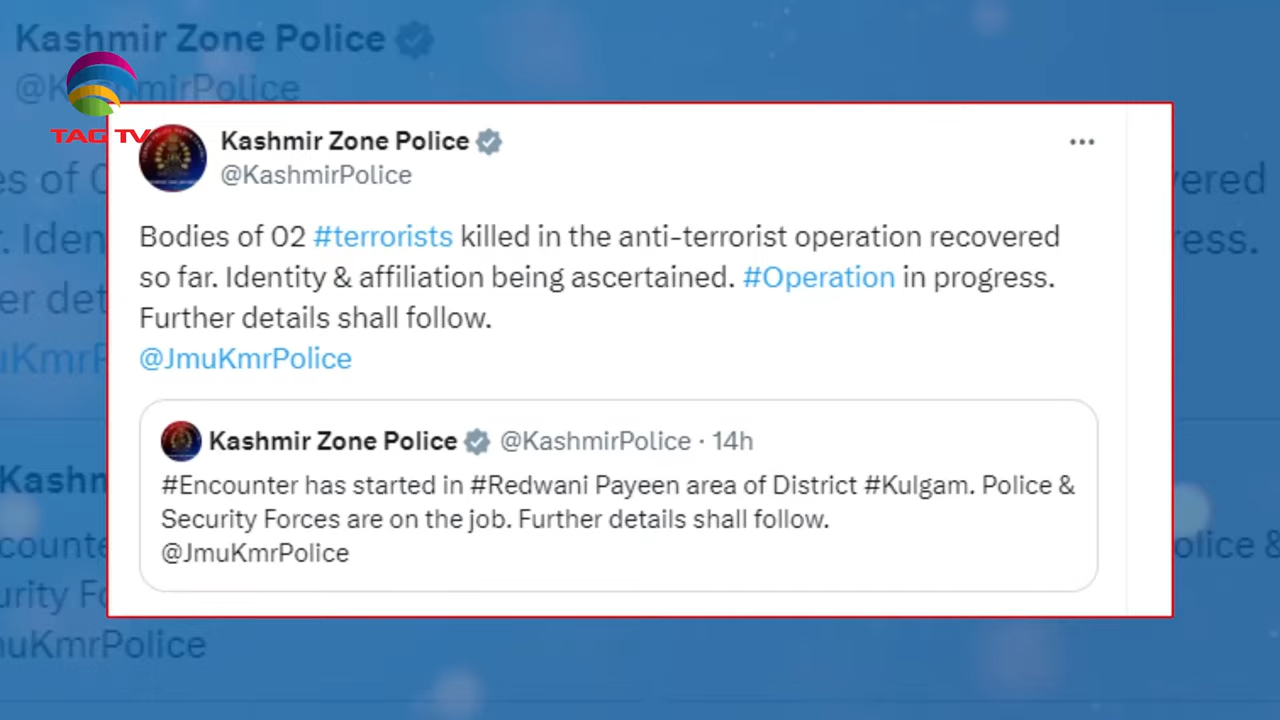 Kashmir Zone Police
TAG TV
Kashmir Zone Police
@KashmirPolice
Bodies of 02 #terrorists killed in the anti-terrorist operation recovered
so far. Identity & affiliation being ascertained. #Operation in progress.
Further details shall follow.
@JmuKmrPolice
Kashmir Zone Police @KashmirPolice · 14h
#Encounter has started in #Redwani Payeen area of District #Kulgam. Police &
Security Forces are on the job. Further details shall follow.
@JmuKmrPolice